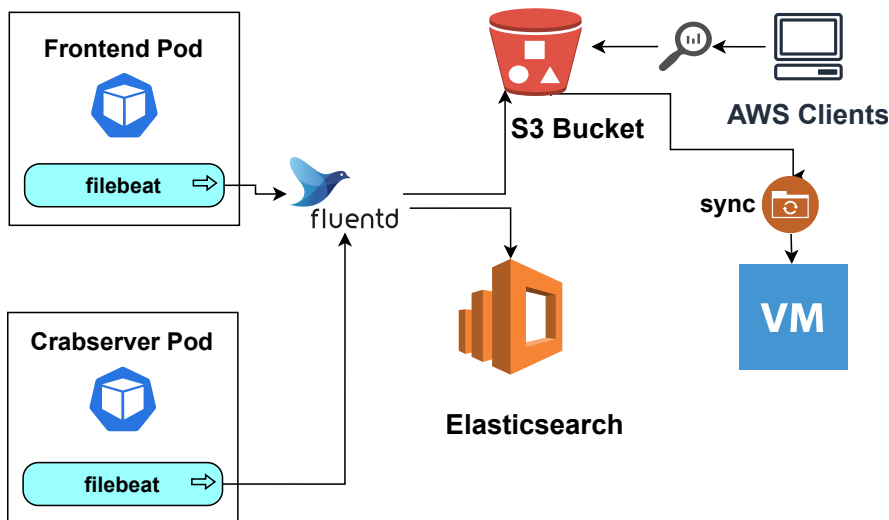 Frontend Pod
filebeat
fluentd
S3 Bucket
AWS Clients
sync
VM
Elasticsearch
Crabserver Pod
filebeat